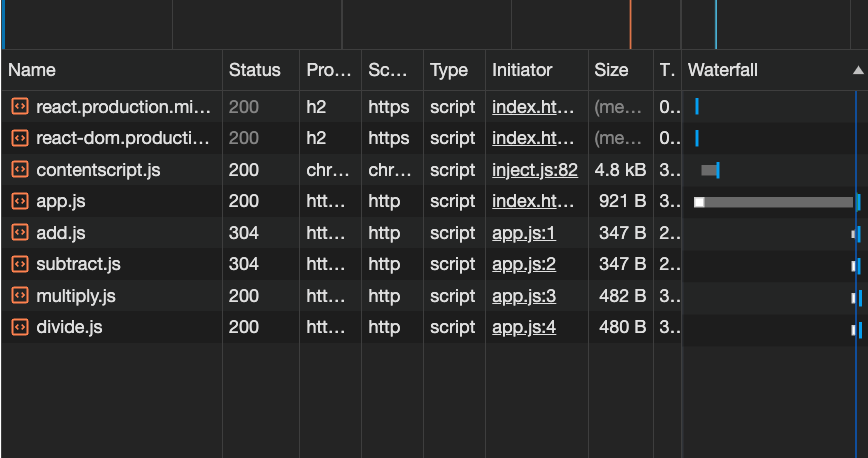 Name Status Pro… Sc… Type Initiator Size T. Waterfall
react.production.mi… 200 h2 https script index.ht… (me… 0..
react-dom.producti… 200 h2 https script index.ht… (me… 0..
contentscript.js 200 chr… chr… script inject.js:82 4.8 kB 3..
app.js 200 htt… http script index.ht… 921 B 3..
add.js 304 htt… http script app.js:1 347 B 2..
subtract.js 304 htt… http script app.js:2 347 B 2..
multiply.js 200 htt… http script app.js:3 482 B 3..
divide.js 200 htt… http script app.js:4 480 B 3..